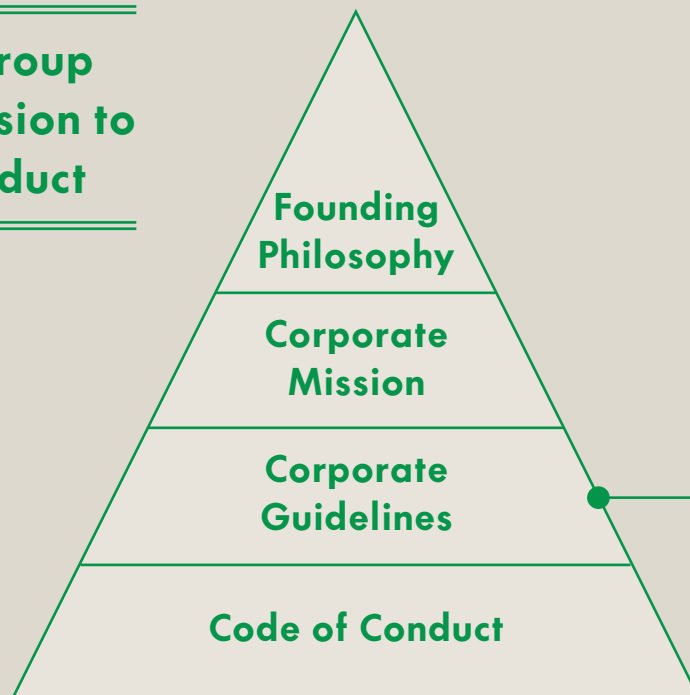 roup
sion to
duct
Founding
Philosophy
Corporate
Mission
Corporate
Guidelines
Code of Conduct